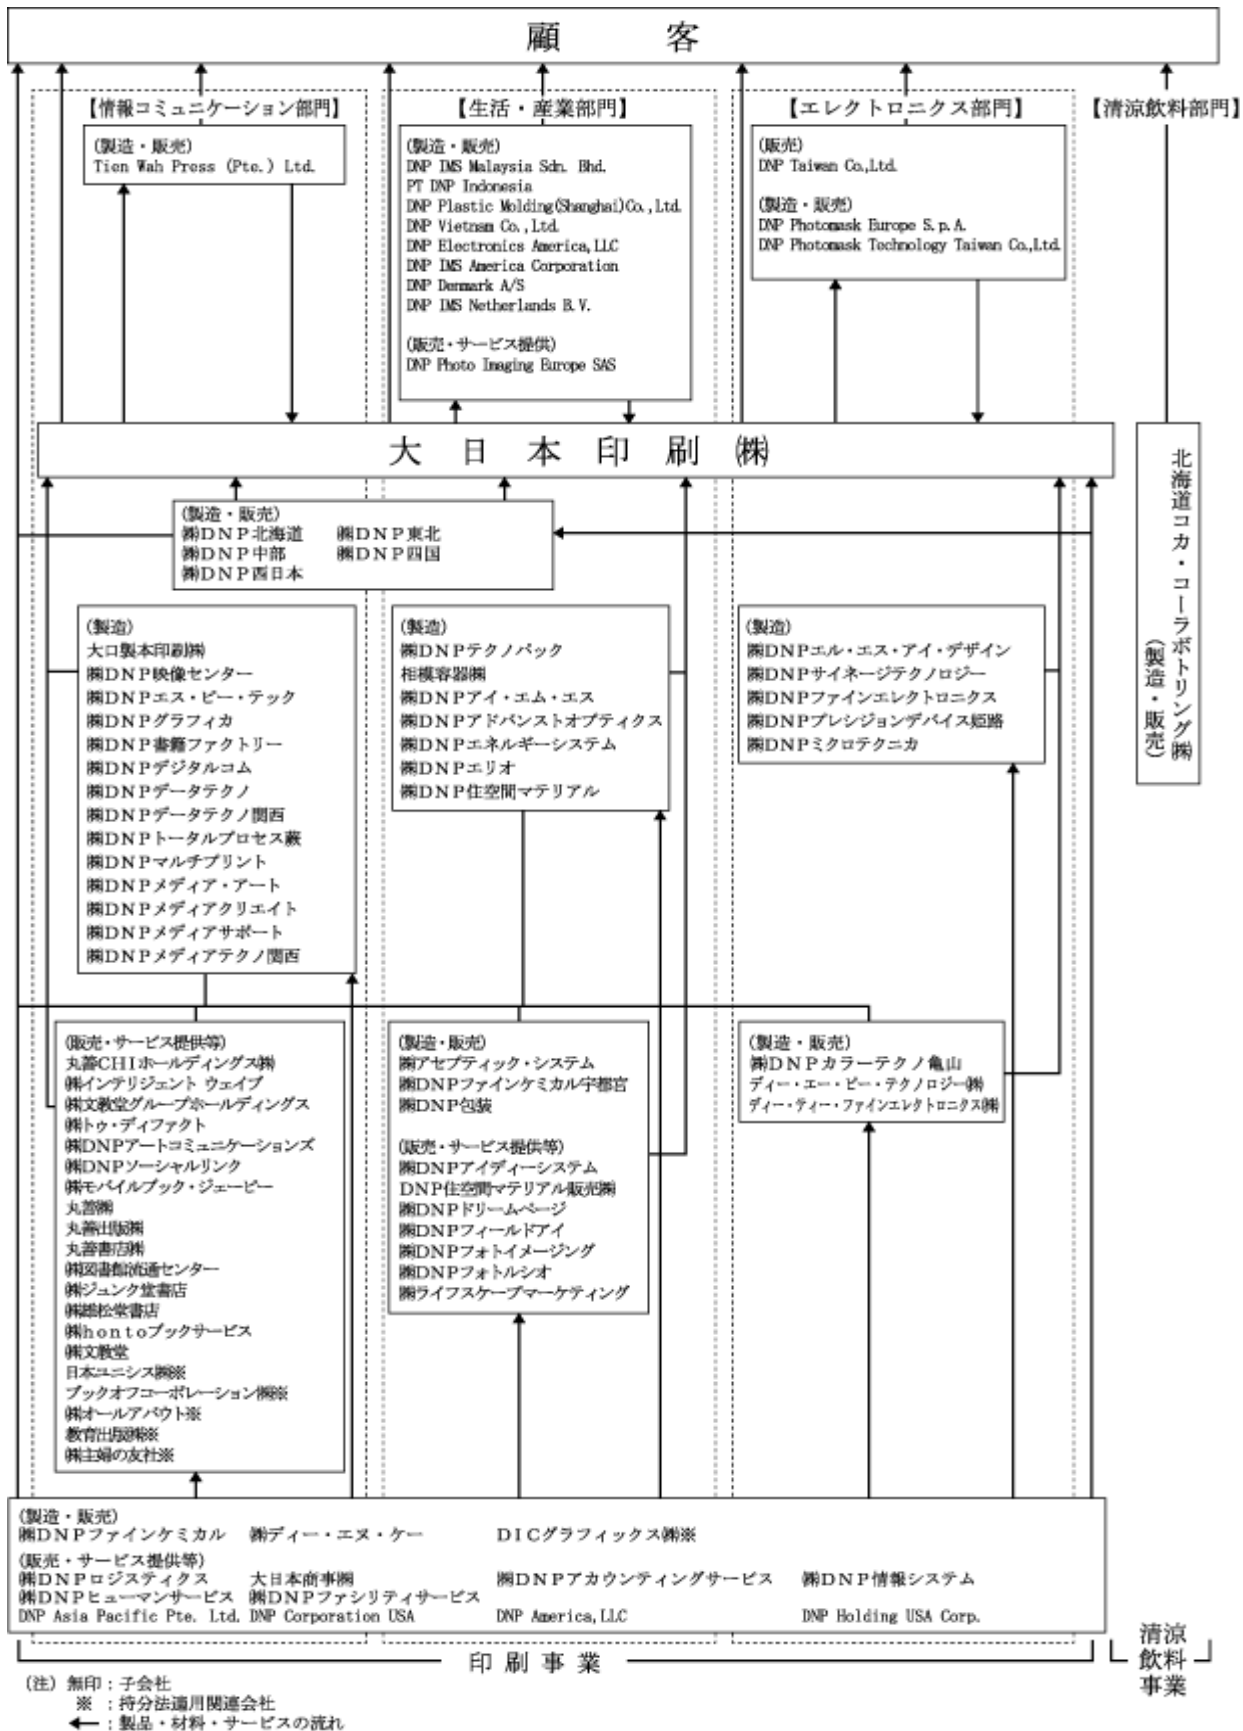 顧客
【情報コミュニケーション部門】
(製造・販売)
Tien Wah Press (Pte.) Ltd.
【生活・産業部門】
(製造・販売)
DNP IMS Malaysia Sdn. Bhd.
PT DNP Indonesia
DNP Plastic Molding(Shanghai)Co.,Ltd.
DNP Vietnam Co.,Ltd.
DNP Electronics America,LLC
DNP IMS America Corporation
DNP Denmark A/S
DNP IMS Netherlands B.V.
(販売・サービス提供)
DNP Photo Imaging Europe SAS
【エレクトロニクス部門】
(販売)
DNP Taiwan Co.,Ltd.
(製造・販売)
DNP Photomask Europe S.p.A.
DNP Photomask Technology Taiwan Co.,Ltd.
【清涼飲料部門】
大日本印刷㈱
北海道コカ・コーラボトリング㈱
(製造・販売)
(製造・販売)
㈱DNP北海道 ㈱DNP東北
㈱DNP中部 ㈱DNP四国
㈱DNP西日本
(製造)
大口製本印刷㈱
㈱DNP映像センター
㈱DNPエス・ピー・テック
㈱DNPグラフィカ
㈱DNP書籍ファクトリー
㈱DNPデジタルコム
㈱DNPデータテクノ
㈱DNPデータテクノ関西
㈱DNPトータルプロセス蕨
㈱DNPマルチプリント
㈱DNPメディア・アート
㈱DNPメディアクリエイト
㈱DNPメディアサポート
㈱DNPメディアテクノ関西
(製造)
㈱DNPテクノパック
相模容器㈱
㈱DNPアイ・エム・エス
㈱DNPアドバンストオプティクス
㈱DNPエネルギーシステム
㈱DNPエリオ
㈱DNP住空間マテリアル
(製造)
㈱DNPエル・エス・アイ・デザイン
㈱DNPサイネージテクノロジー
㈱DNPファインエレクトロニクス
㈱DNPプレシジョンデバイス姫路
㈱DNPミクロテクニカ
(販売・サービス提供等)
丸善CHIホールディングス㈱
㈱インテリジェント ウェイブ
㈱文教堂グループホールディングス
㈱トゥ・ディファクト
㈱DNPアートコミュニケーションズ
㈱DNPソーシャルリンク
㈱モバイルブック・ジェーピー
丸善㈱
丸善出版㈱
丸善書店㈱
㈱図書館流通センター
㈱ジュンク堂書店
㈱雄松堂書店
㈱hontoブックサービス
㈱文教堂
日本ユニシス㈱※
ブックオフコーポレーション㈱※
㈱オールアバウト※
教育出版㈱※
㈱主婦の友社※
(製造・販売)
㈱アセプティック・システム
㈱DNPファインケミカル宇都宮
㈱DNP包装
(販売・サービス提供等)
㈱DNPアイディーシステム
DNP住空間マテリアル販売㈱
㈱DNPドリームページ
㈱DNPフィールドアイ
㈱DNPフォトイメージング
㈱DNPフォトルシオ
㈱ライフスケープマーケティング
(製造・販売)
㈱DNPカラーテクノ亀山
ディー・エー・ピー・テクノロジー㈱
ディー・ティー・ファインエレクトロニクス㈱
(製造・販売)
㈱DNPファインケミカル ㈱ディー・エヌ・ケー DICグラフィックス㈱※
(販売・サービス提供等)
㈱DNPロジスティクス 大日本商事㈱ ㈱DNPアカウンティングサービス ㈱DNP情報システム
㈱DNPヒューマンサービス ㈱DNPファシリティサービス
DNP Asia Pacific Pte. Ltd. DNP Corporation USA DNP America,LLC DNP Holding USA Corp.
印刷事業
清涼
飲料
事業
(注) 無印：子会社
※ ：持分法適用関連会社
←：製品・材料・サービスの流れ